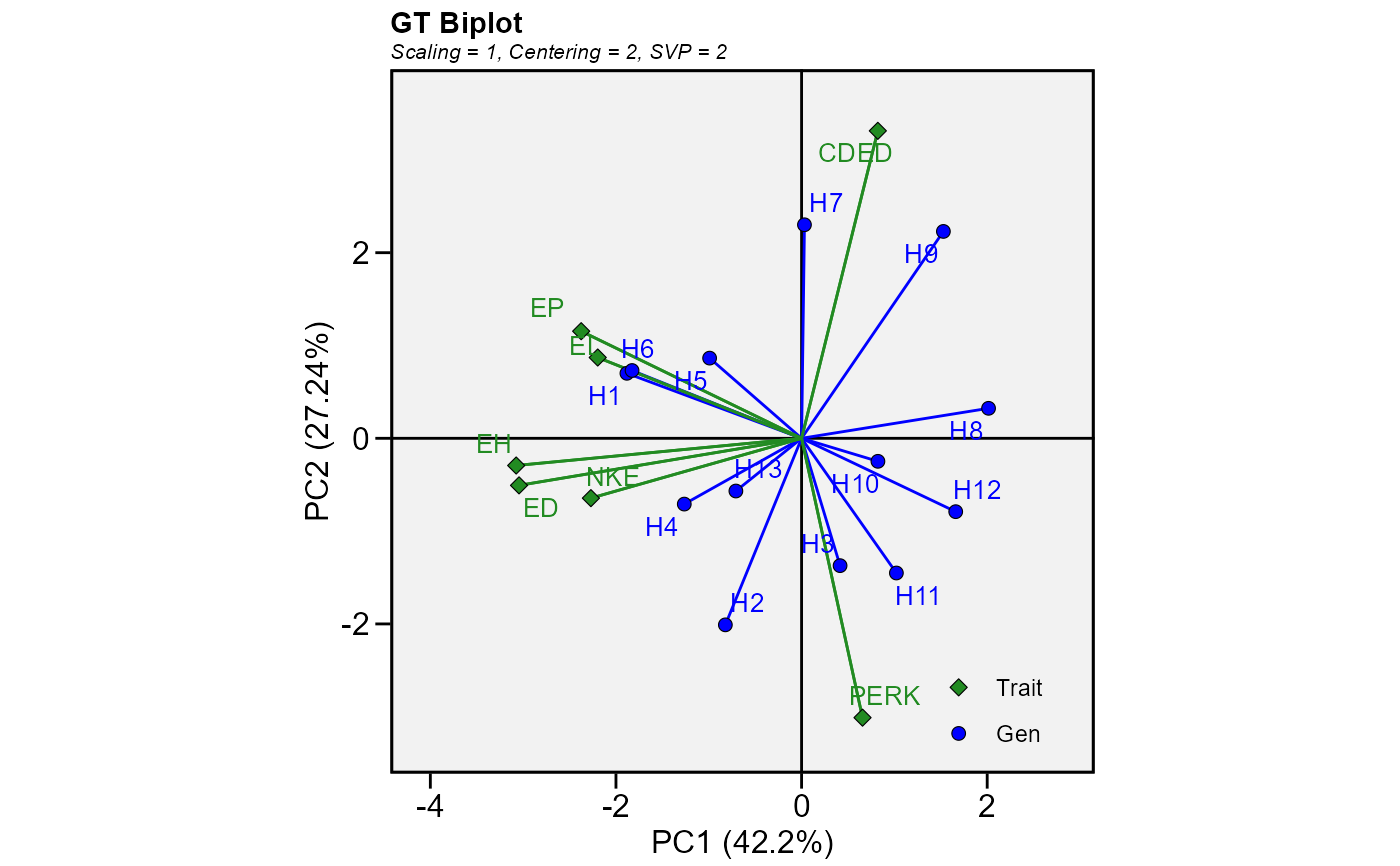 GT Biplot
Scaling = 1, Centering = 2, SVP = 2
CDED
H7
H9
EP
EL
H6
H5
H1
H8
EH
NKE
H13
H10
H12
ED
H4
H3
H2
H11
PERK
Trait
Gen
2
0
-2
PC2 (27.24%)
-4
-2
0
2
PC1 (42.2%)